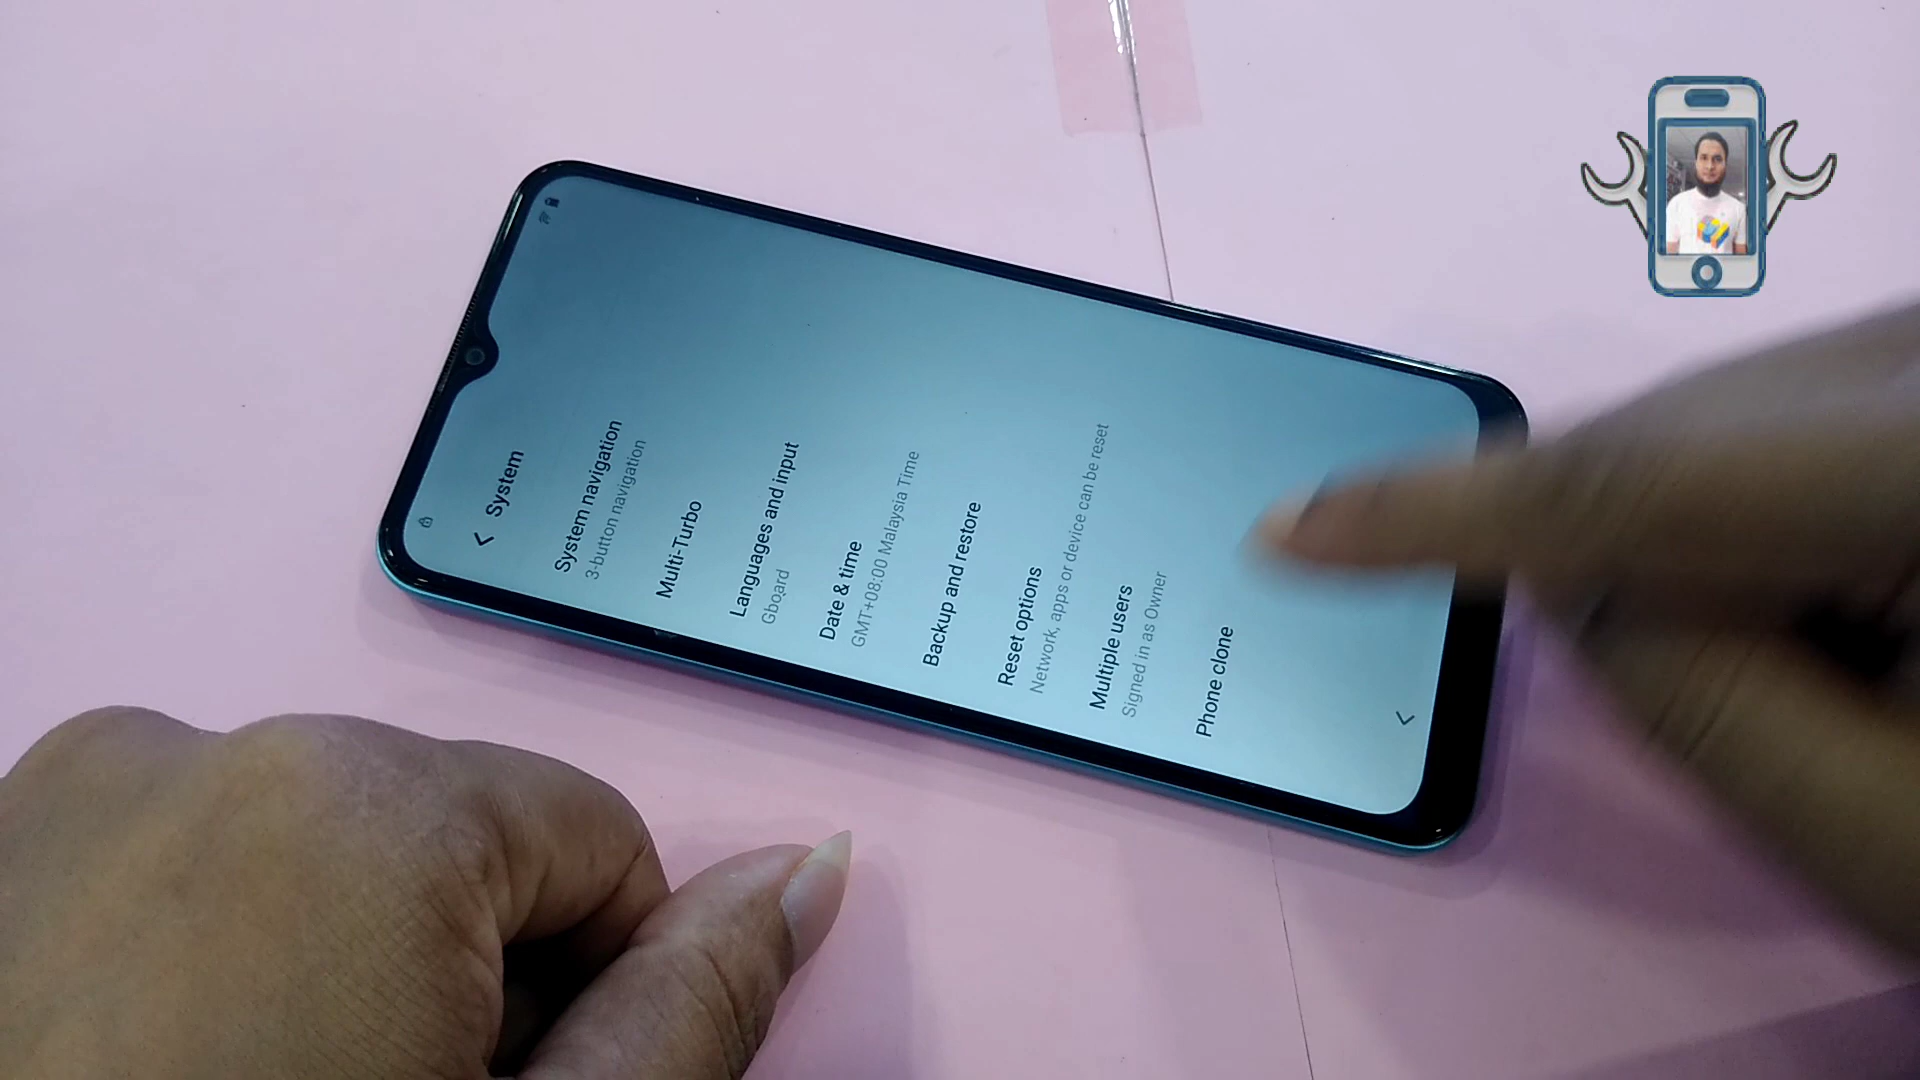 System
System navigation
3-button navigation
Multi-Turbo
Languages and input
Gboard
Date & time
GMT+08:00 Malaysia Time
Backup and restore
Reset options
Network, apps or device can be reset
Multiple users
Signed in as Owner
Phone clone